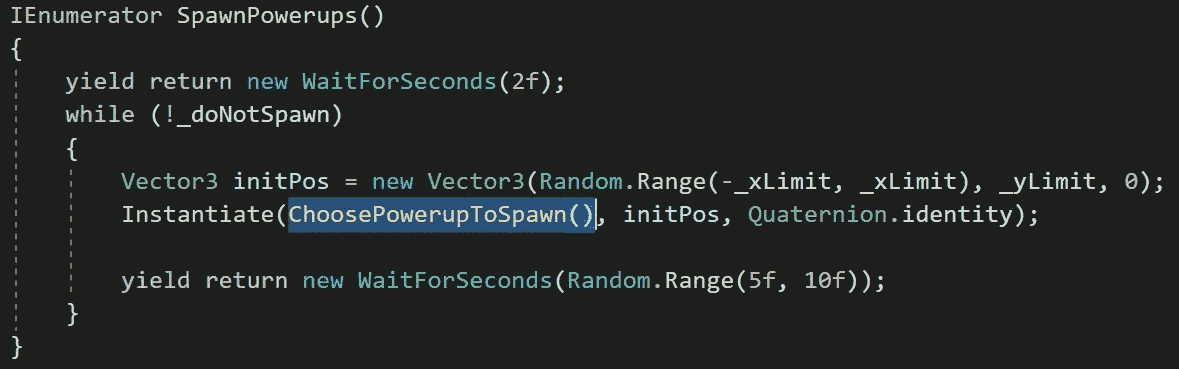 IEnumerator SpawnPowerups()
{
yield return new WaitForSeconds(2f);
while (!_doNotSpawn)
{
Vector3 initPos = new Vector3(Random.Range(-_xLimit, _xLimit), _yLimit, 0);
Instantiate(ChoosePowerupToSpawn(), initPos, Quaternion.identity);
yield return new WaitForSeconds(Random.Range(5f, 10f));
}
}